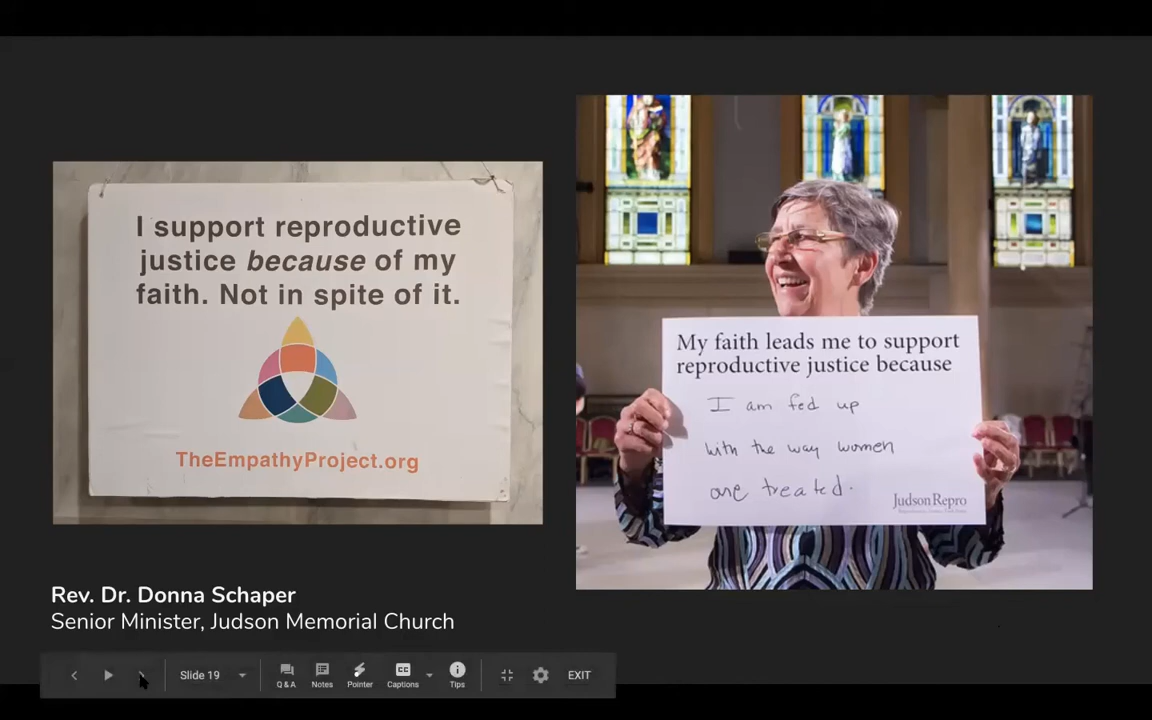 I support reproductive
justice because of my
faith. Not in spite of it.
TheEmpathyProject.org
My faith leads me to support
reproductive justice because
I am fed up
with the way women
are treated.
JudsonRepro
Rev. Dr. Donna Schaper
Senior Minister, Judson Memorial Church
Slide 19
Q & A
Notes
Pointer
CC
Captions
Tips
EXIT